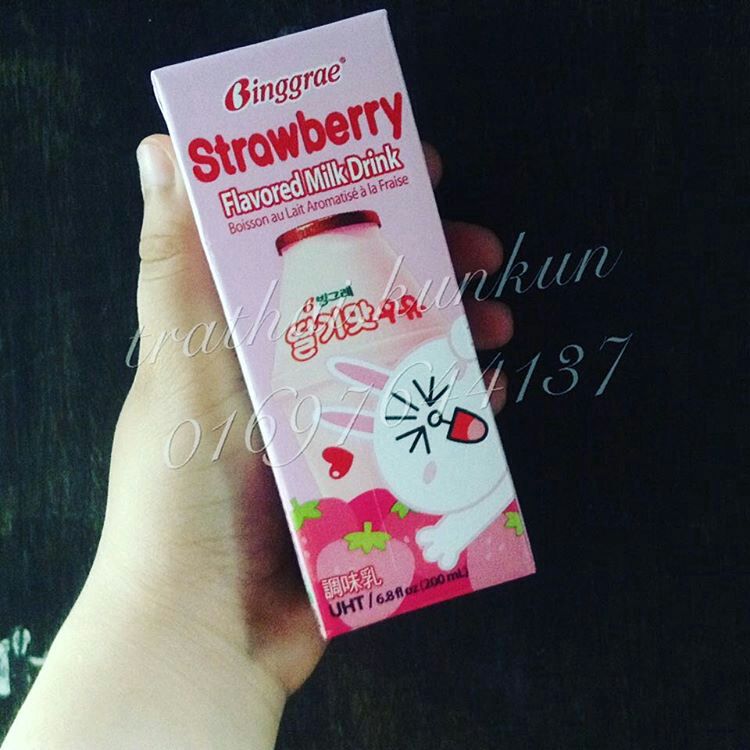 Binggrae®
Strawberry
Flavored Milk Drink
Boisson au Lait Aromatisé à la Fraise
빙그레
딸기맛우유
trathun kunkun
01697644137
調味乳
UHT / 6.8 fl oz (200 mL)